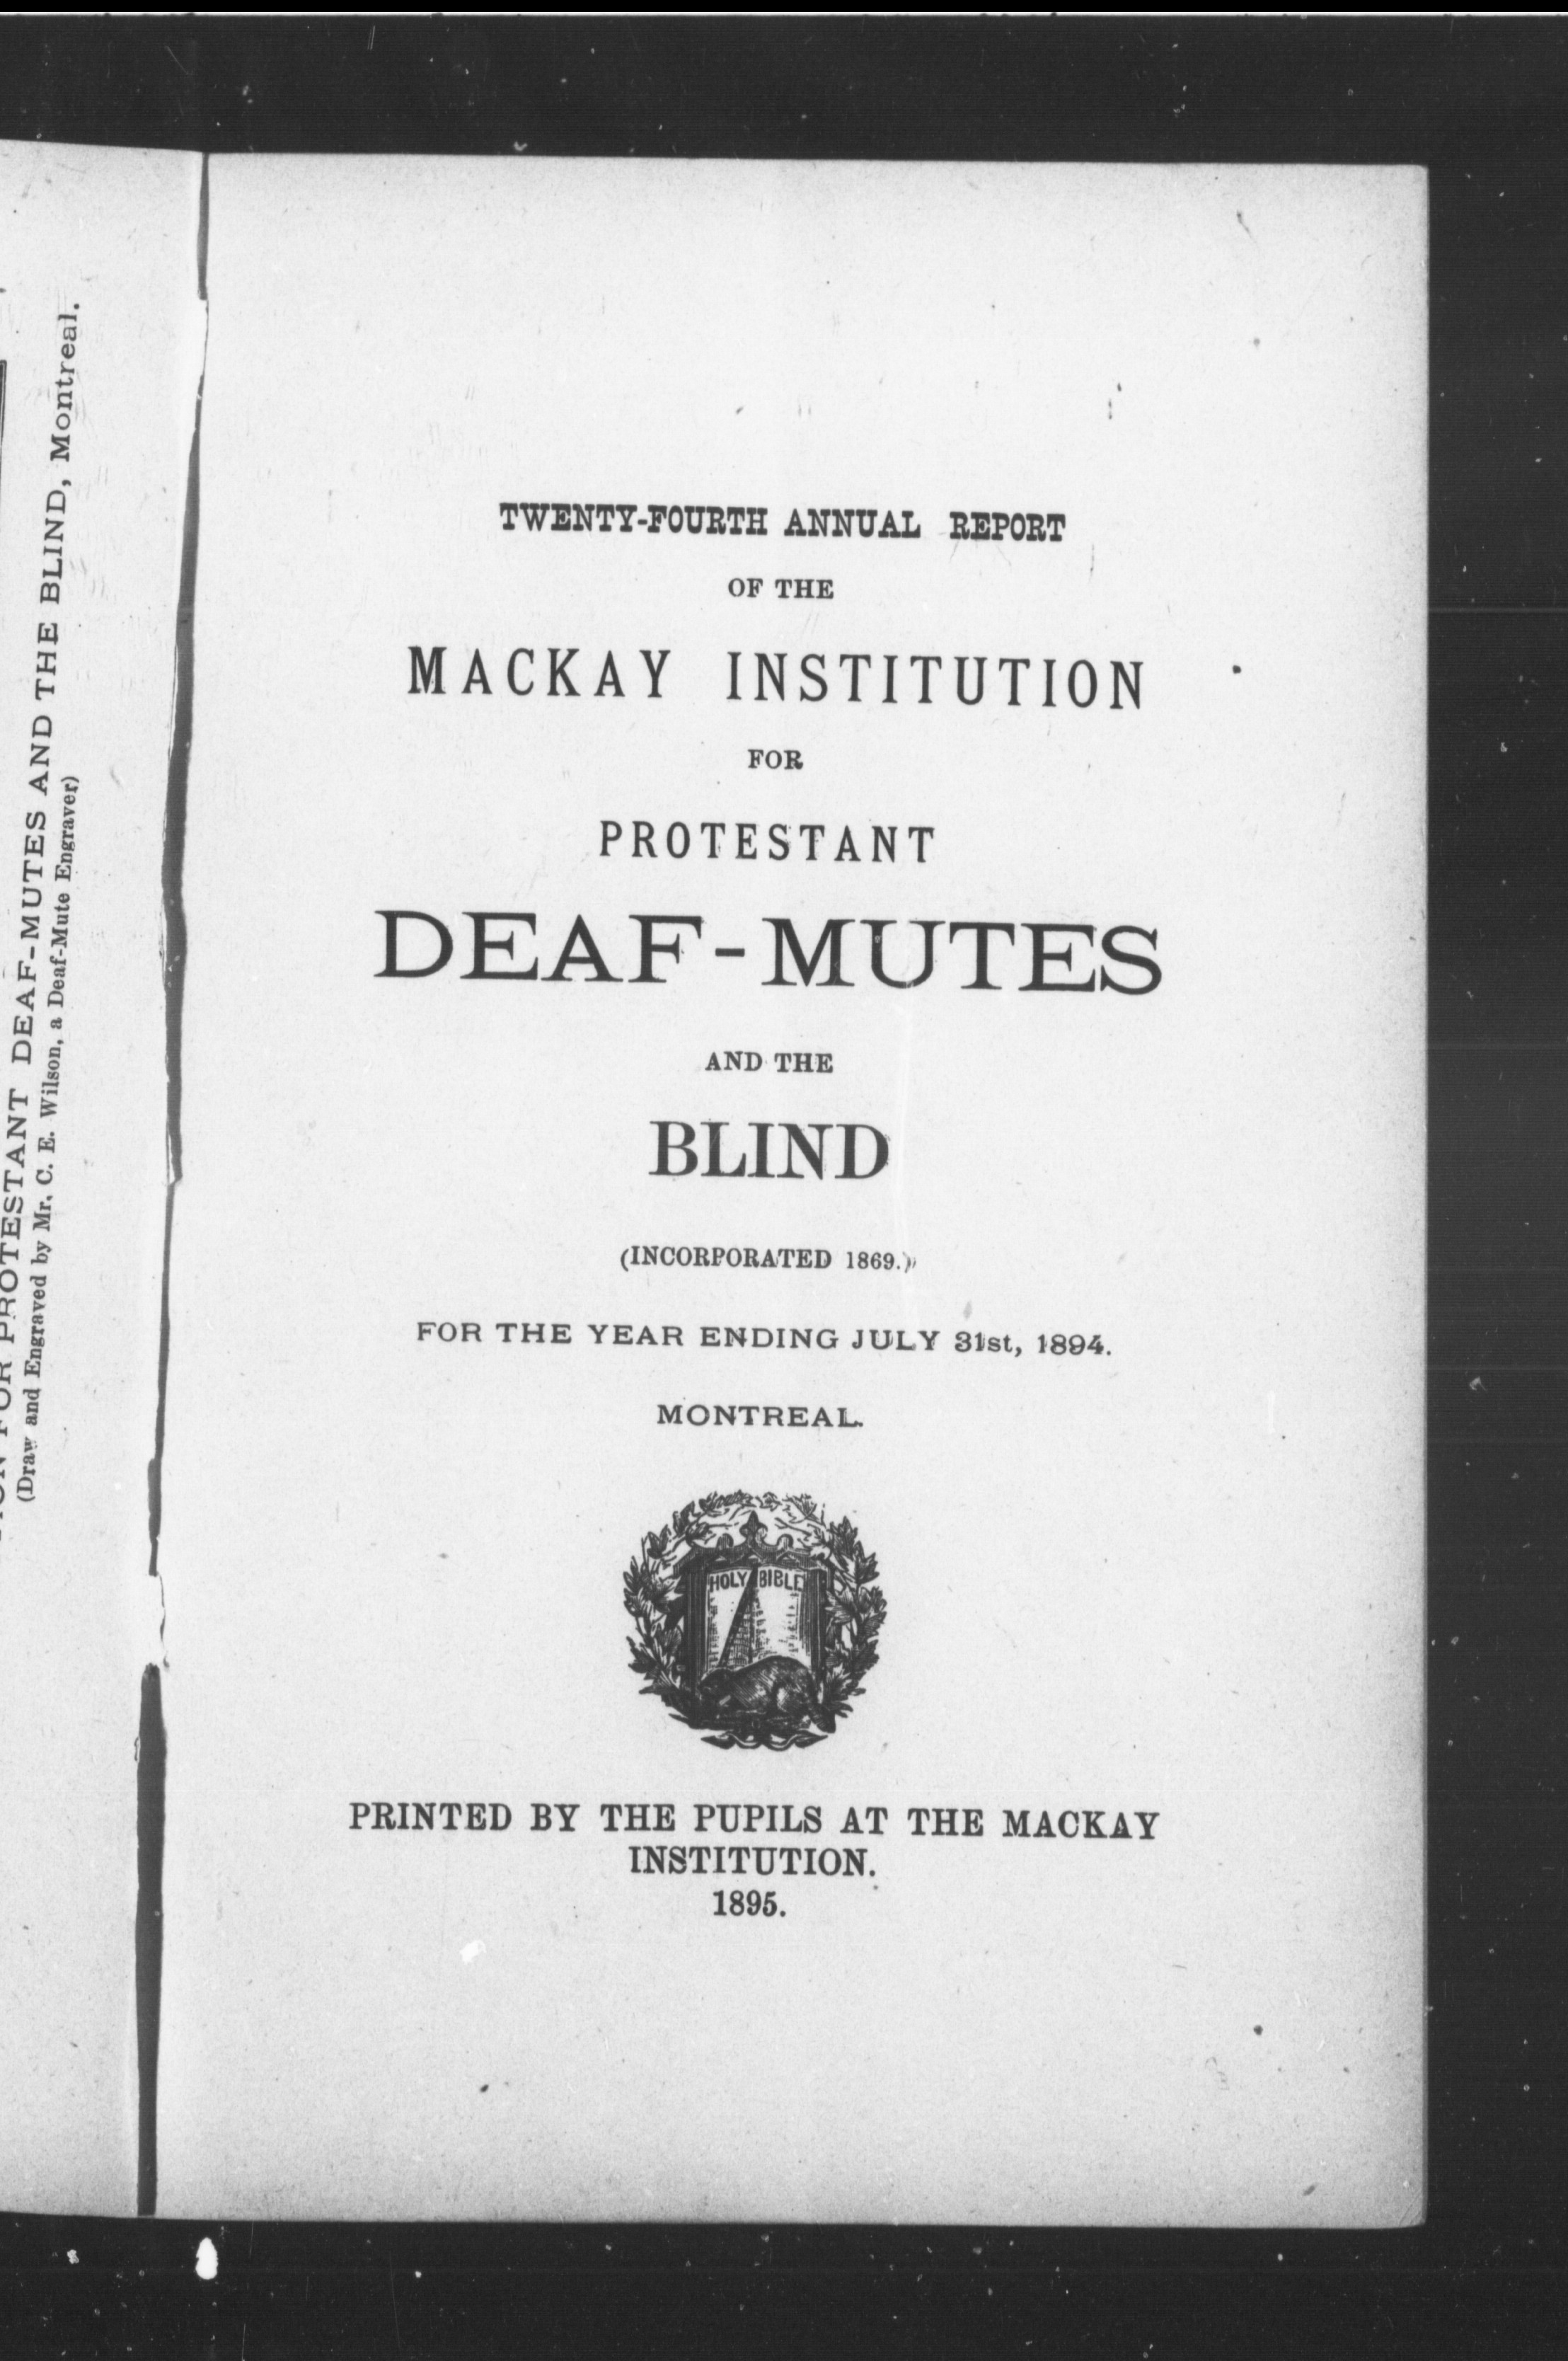 FOR PROTESTANT DEAF-MUTES AND THE BLIND, Montreal.
(Draw and Engraved by Mr. C. E. Wilson, a Deaf-Mute Engraver)
TWENTY-FOURTH ANNUAL REPORT
OF THE
MACKAY INSTITUTION
FOR
PROTESTANT
DEAF-MUTES
AND THE
BLIND
(INCORPORATED 1869.)
FOR THE YEAR ENDING JULY 31st, 1894.
MONTREAL.
HOLY BIBLE
PRINTED BY THE PUPILS AT THE MACKAY
INSTITUTION.
1895.